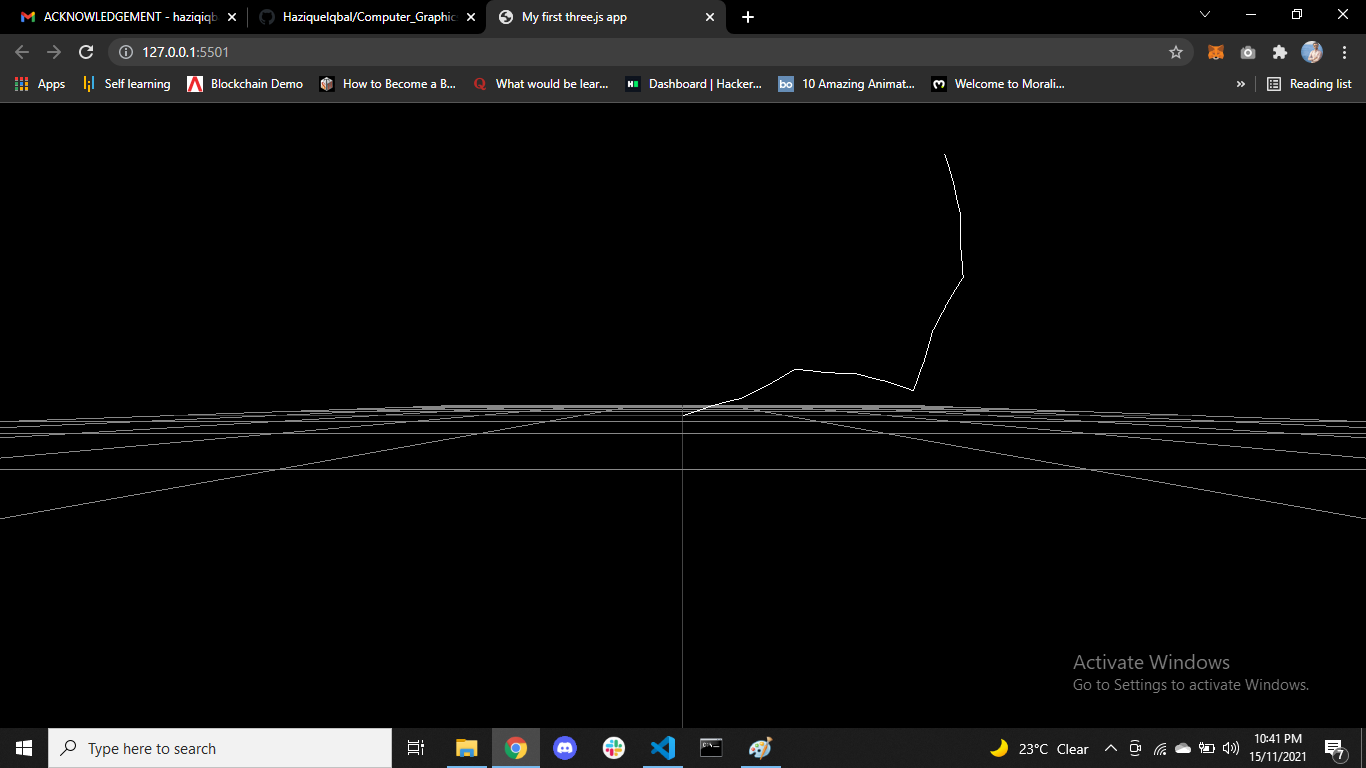 ACKNOWLEDGEMENT - haziqiqb
HaziqueIqbal/Computer_Graphic
My first three.js app
127.0.0.1:5501
Apps
Self learning
Blockchain Demo
How to Become a B...
What would be lear...
Dashboard | Hacker...
bo
10 Amazing Animat...
Welcome to Morali...
»
Reading list
Activate Windows
Go to Settings to activate Windows.
Type here to search
23°C Clear
10:41 PM
15/11/2021
7